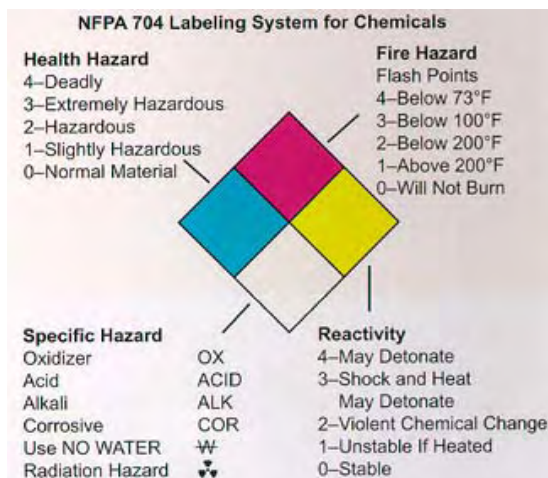 NFPA 704 Labeling System for Chemicals
Health Hazard
4–Deadly
3–Extremely Hazardous
2–Hazardous
1–Slightly Hazardous
0–Normal Material
Fire Hazard
Flash Points
4–Below 73°F
3–Below 100°F
2–Below 200°F
1–Above 200°F
0–Will Not Burn
Specific Hazard
Oxidizer OX
Acid ACID
Alkali ALK
Corrosive COR
Use NO WATER W̶
Radiation Hazard ☢
Reactivity
4–May Detonate
3–Shock and Heat
May Detonate
2–Violent Chemical Change
1–Unstable If Heated
0–Stable